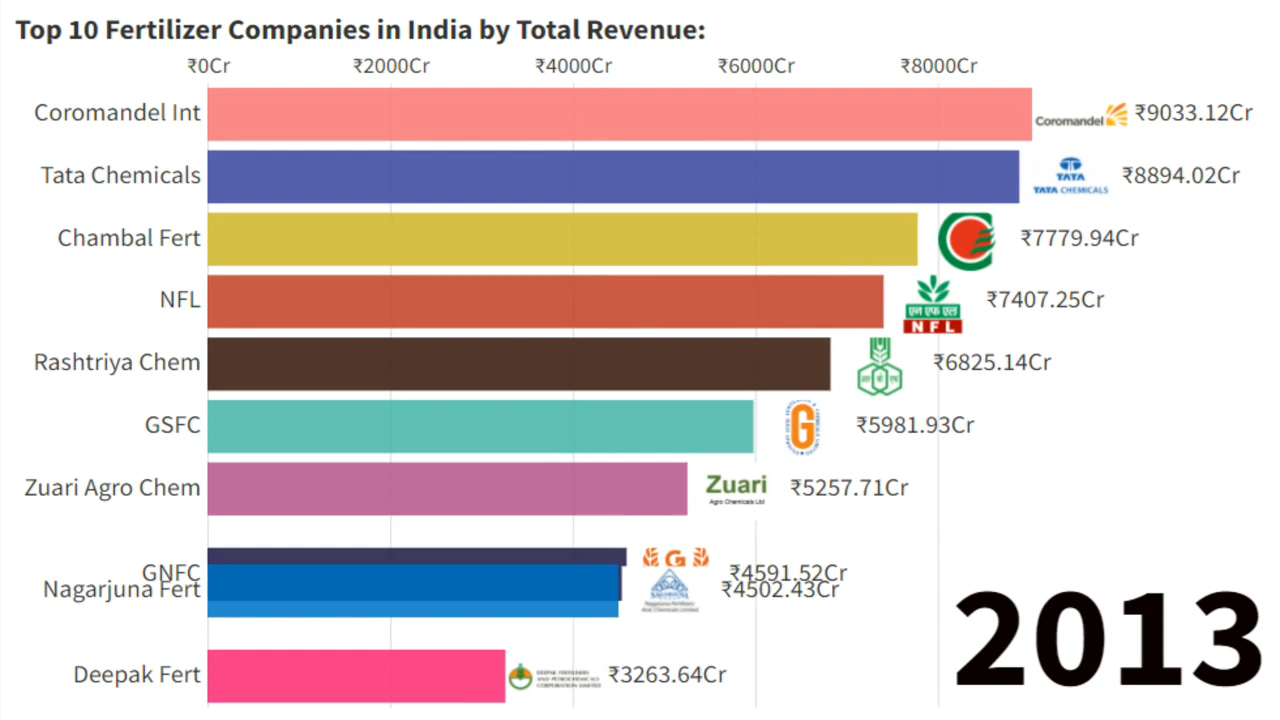 Top 10 Fertilizer Companies in India by Total Revenue:
₹0Cr ₹2000Cr ₹4000Cr ₹6000Cr ₹8000Cr
Coromandel Int Coromandel ₹9033.12Cr
Tata Chemicals TATA TATA CHEMICALS ₹8894.02Cr
Chambal Fert ₹7779.94Cr
NFL एन एफ एल NFL ₹7407.25Cr
Rashtriya Chem ₹6825.14Cr
GSFC G ₹5981.93Cr
Zuari Agro Chem Zuari Agro Chemicals Ltd ₹5257.71Cr
GNFC G ₹4591.52Cr
Nagarjuna Fert ₹4502.43Cr
Deepak Fert ₹3263.64Cr
2013